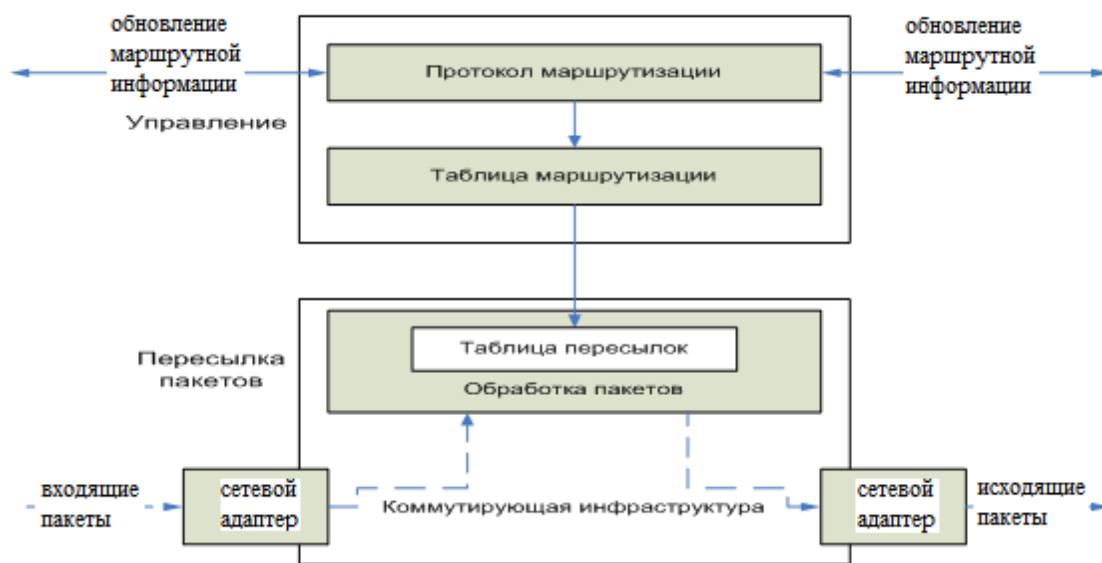 обновление
маршрутной
информации
обновление
маршрутной
информации
Протокол маршрутизации
Управление
Таблица маршрутизации
Таблица пересылок
Пересылка
пакетов
Обработка пакетов
входящие
пакеты
сетевой
адаптер
Коммутирующая инфраструктура
сетевой
адаптер
исходящие
пакеты